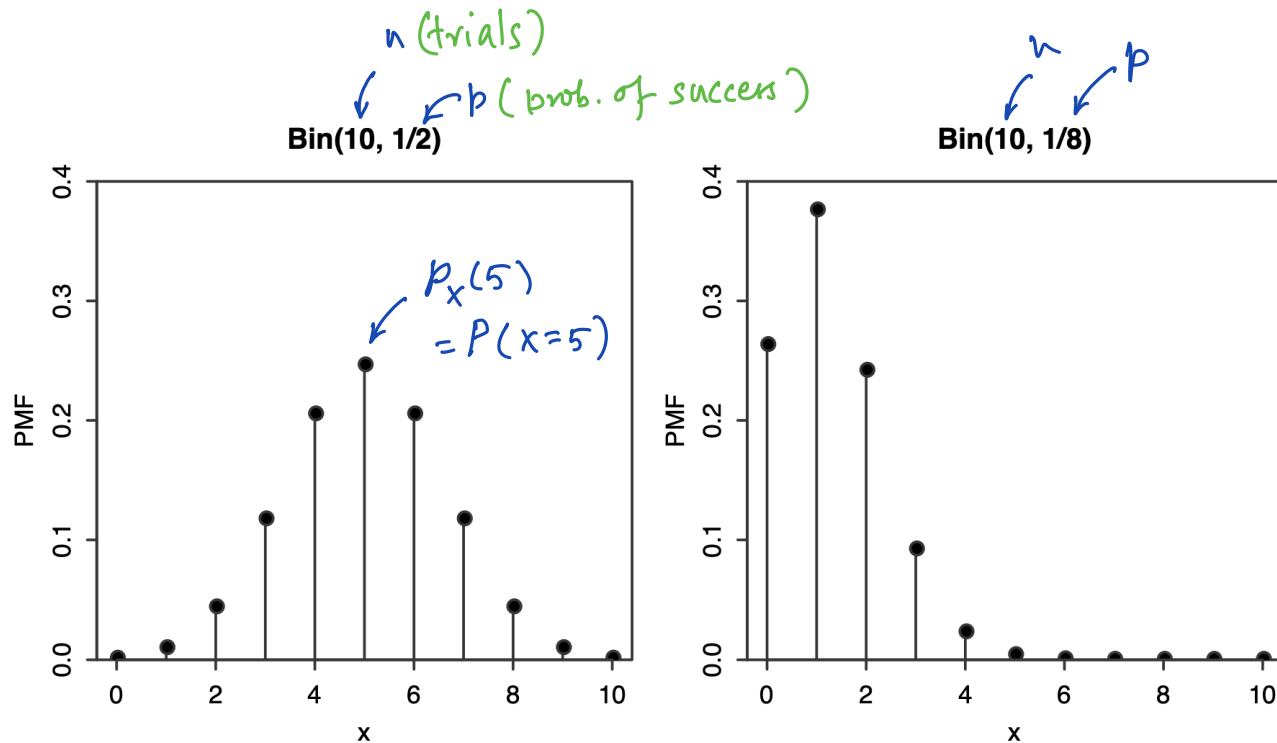 n (trials)
p (prob. of success)
Bin(10, 1/2)
0.4
0.3
0.2
0.1
0.0
PMF
p_X(5)
= P(X=5)
0 2 4 6 8 10
x
n
p
Bin(10, 1/8)
0.4
0.3
0.2
0.1
0.0
PMF
0 2 4 6 8 10
x